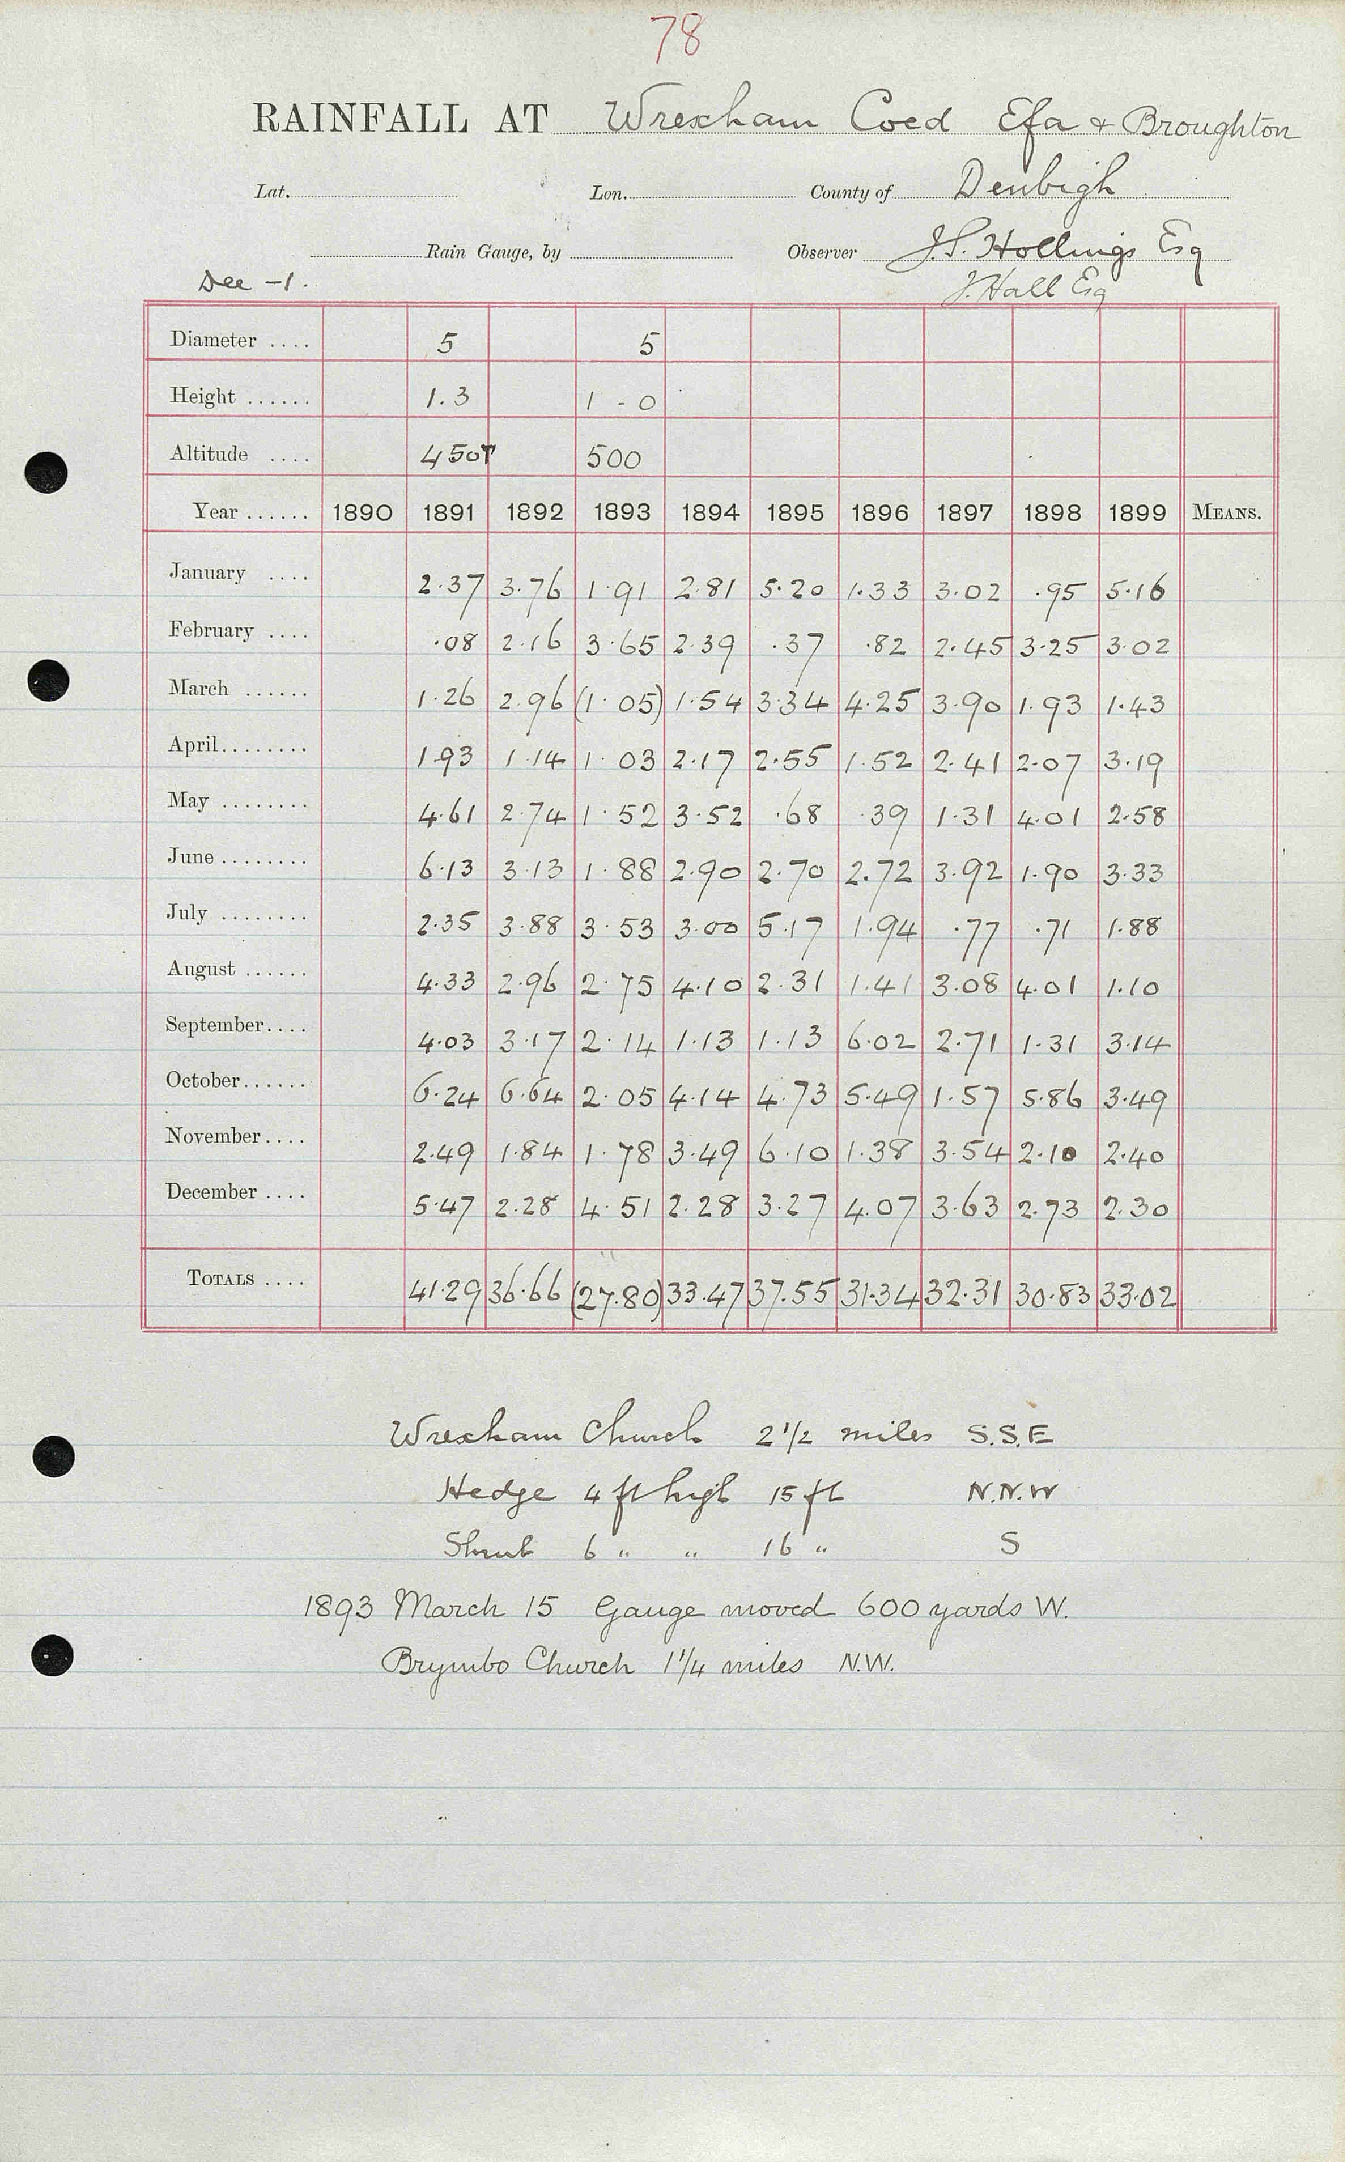 78
RAINFALL AT Wrexham Coed Efa & Broughton
Lat. Lon. County of Denbigh
Rain Gauge, by Observer J.S. Hollings Esq
Dec -1. J. Hall Esq
Diameter .... 5 5
Height ...... 1.3 1 - 0
Altitude .... 450T 500
Year ...... 1890 1891 1892 1893 1894 1895 1896 1897 1898 1899 MEANS.
January .... 2.37 3.76 1.91 2.81 5.20 1.33 3.02 .95 5.16
February .... .08 2.16 3.65 2.39 .37 .82 2.45 3.25 3.02
March ...... 1.26 2.96 (1.05) 1.54 3.34 4.25 3.90 1.93 1.43
April........ 1.93 1.14 1.03 2.17 2.55 1.52 2.41 2.07 3.19
May ........ 4.61 2.74 1.52 3.52 .68 .39 1.31 4.01 2.58
June ........ 6.13 3.13 1.88 2.90 2.70 2.72 3.92 1.90 3.33
July ........ 2.35 3.88 3.53 3.00 5.17 1.94 .77 .71 1.88
August ...... 4.33 2.96 2.75 4.10 2.31 1.41 3.08 4.01 1.10
September.... 4.03 3.17 2.14 1.13 1.13 6.02 2.71 1.31 3.14
October...... 6.24 6.64 2.05 4.14 4.73 5.49 1.57 5.86 3.49
November.... 2.49 1.84 1.78 3.49 6.10 1.38 3.54 2.10 2.40
December .... 5.47 2.28 4.51 2.28 3.27 4.07 3.63 2.73 2.30
TOTALS .... 41.29 36.66 (27.80) 33.47 37.55 31.34 32.31 30.83 33.02
Wrexham Church 2 1/2 miles S.S.E
Hedge 4 ft high 15 ft N.N.W
Shrub 6 " " 16 " S
1893 March 15 Gauge moved 600 yards W.
Brymbo Church 1 1/4 miles N.W.